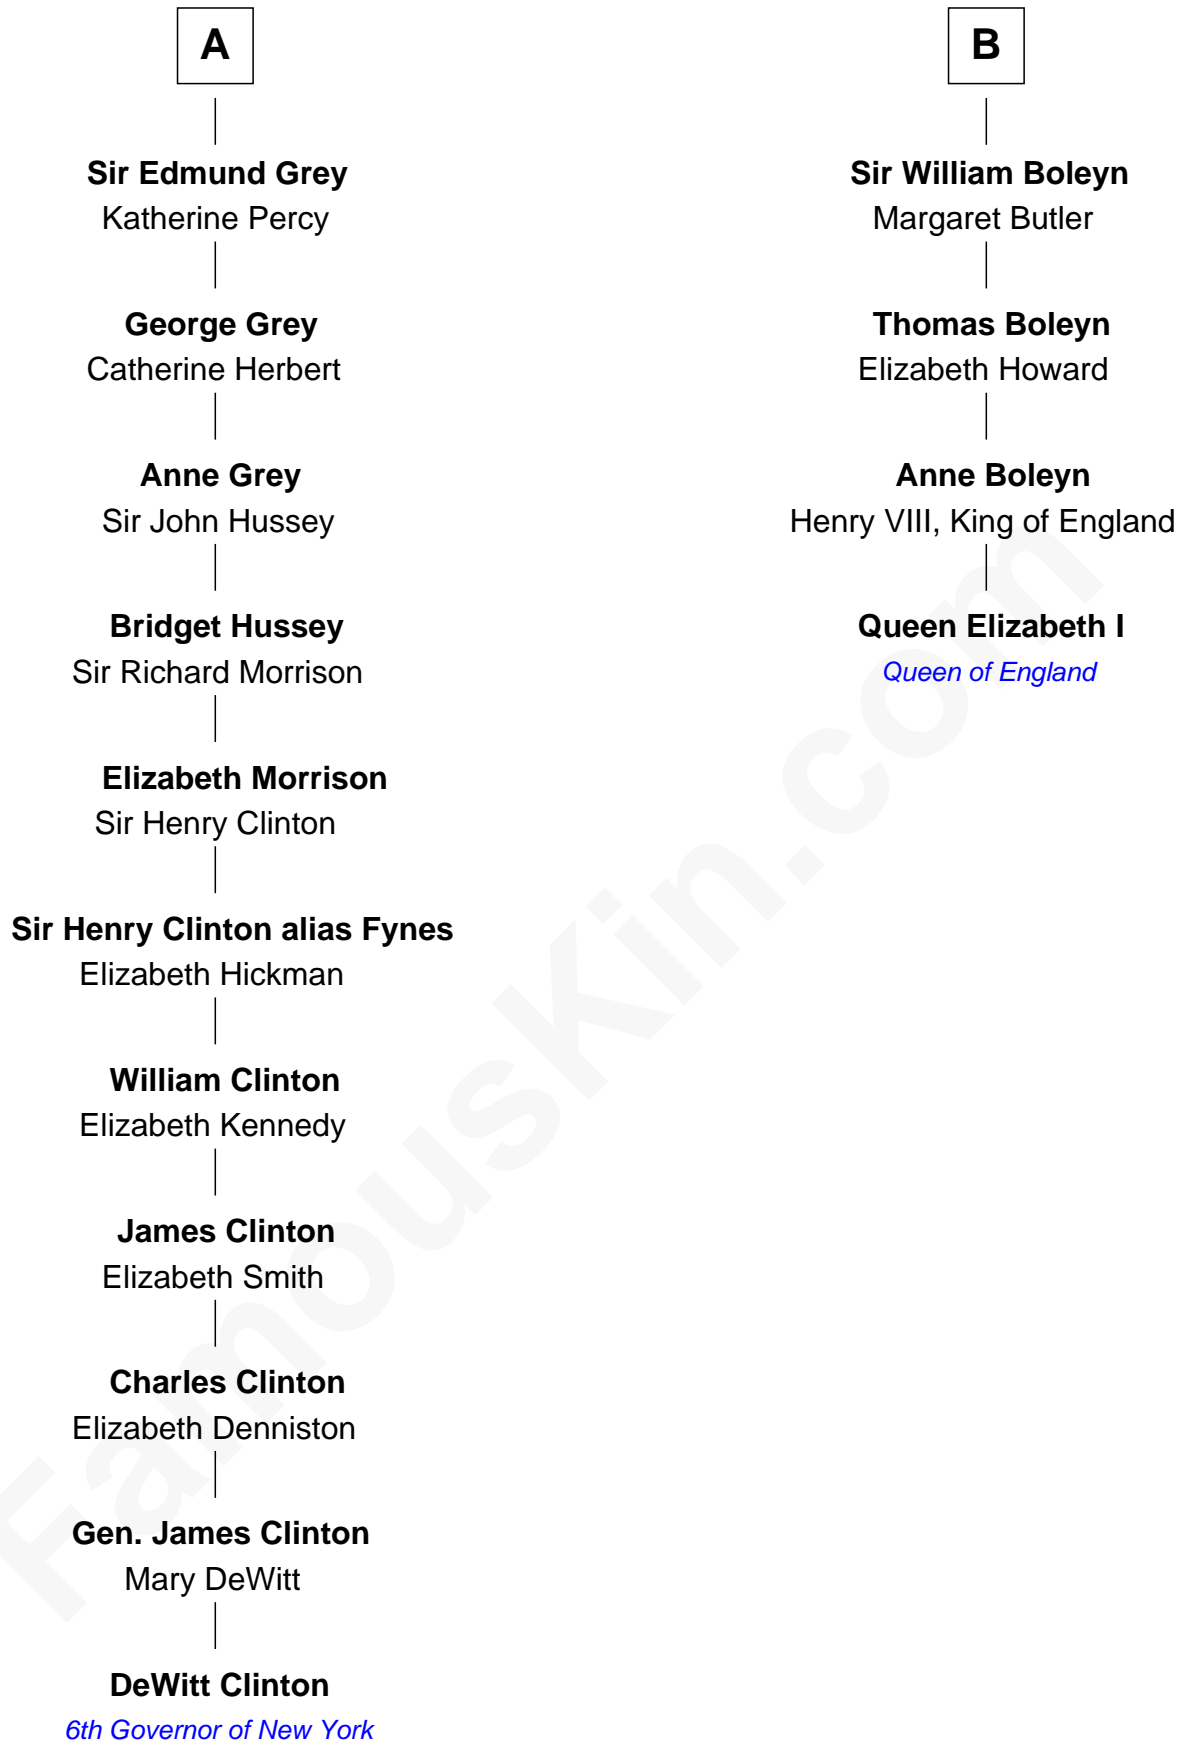 A
Sir Edmund Grey
Katherine Percy
George Grey
Catherine Herbert
Anne Grey
Sir John Hussey
Bridget Hussey
Sir Richard Morrison
Elizabeth Morrison
Sir Henry Clinton
Sir Henry Clinton alias Fynes
Elizabeth Hickman
William Clinton
Elizabeth Kennedy
James Clinton
Elizabeth Smith
Charles Clinton
Elizabeth Denniston
Gen. James Clinton
Mary DeWitt
DeWitt Clinton
6th Governor of New York
B
Sir William Boleyn
Margaret Butler
Thomas Boleyn
Elizabeth Howard
Anne Boleyn
Henry VIII, King of England
Queen Elizabeth I
Queen of England
FamousKin.com